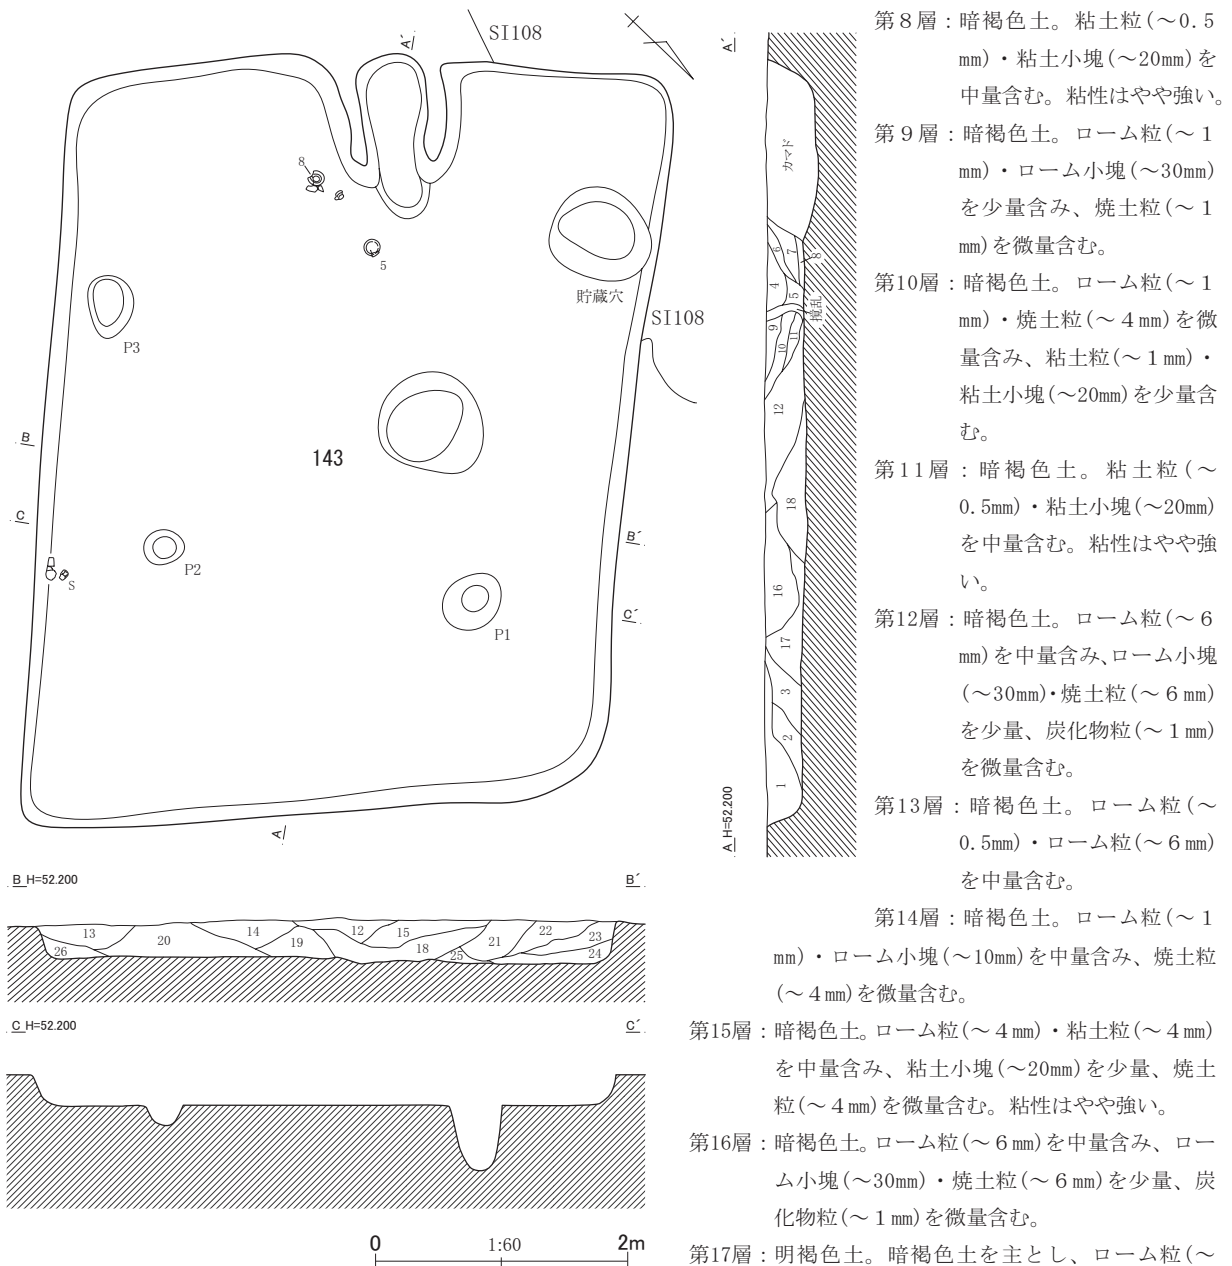 SI108
A´
8
5
貯蔵穴
SI108
P3
B
143
C
B´
P2
S
C´
P1
A
A´
カマド
6
7
8
4
5
撹乱
9
10
11
12
18
16
17
3
2
1
A H=52.200
B H=52.200
B´
13
20
14
19
12
15
18
25
21
22
23
24
26
C H=52.200
C´
0
1:60
2m
第８層：暗褐色土。粘土粒(～0.5
mm)・粘土小塊(～20mm)を
中量含む。粘性はやや強い。
第９層：暗褐色土。ローム粒(～１
mm)・ローム小塊(～30mm)
を少量含み、焼土粒(～１
mm)を微量含む。
第10層：暗褐色土。ローム粒(～１
mm)・焼土粒(～４mm)を微
量含み、粘土粒(～１mm)・
粘土小塊(～20mm)を少量含
む。
第11層：暗褐色土。粘土粒(～
0.5mm)・粘土小塊(～20mm)
を中量含む。粘性はやや強
い。
第12層：暗褐色土。ローム粒(～６
mm)を中量含み､ローム小塊
(～30mm)･焼土粒(～６mm)
を少量、炭化物粒(～１mm)
を微量含む。
第13層：暗褐色土。ローム粒(～
0.5mm)・ローム粒(～６mm)
を中量含む。
第14層：暗褐色土。ローム粒(～１
mm)・ローム小塊(～10mm)を中量含み、焼土粒
(～４mm)を微量含む。
第15層：暗褐色土。ローム粒(～４mm)・粘土粒(～４mm)
を中量含み、粘土小塊(～20mm)を少量、焼土
粒(～４mm)を微量含む。粘性はやや強い。
第16層：暗褐色土。ローム粒(～６mm)を中量含み、ロー
ム小塊(～30mm)・焼土粒(～６mm)を少量、炭
化物粒(～１mm)を微量含む。
第17層：明褐色土。暗褐色土を主とし、ローム粒(～